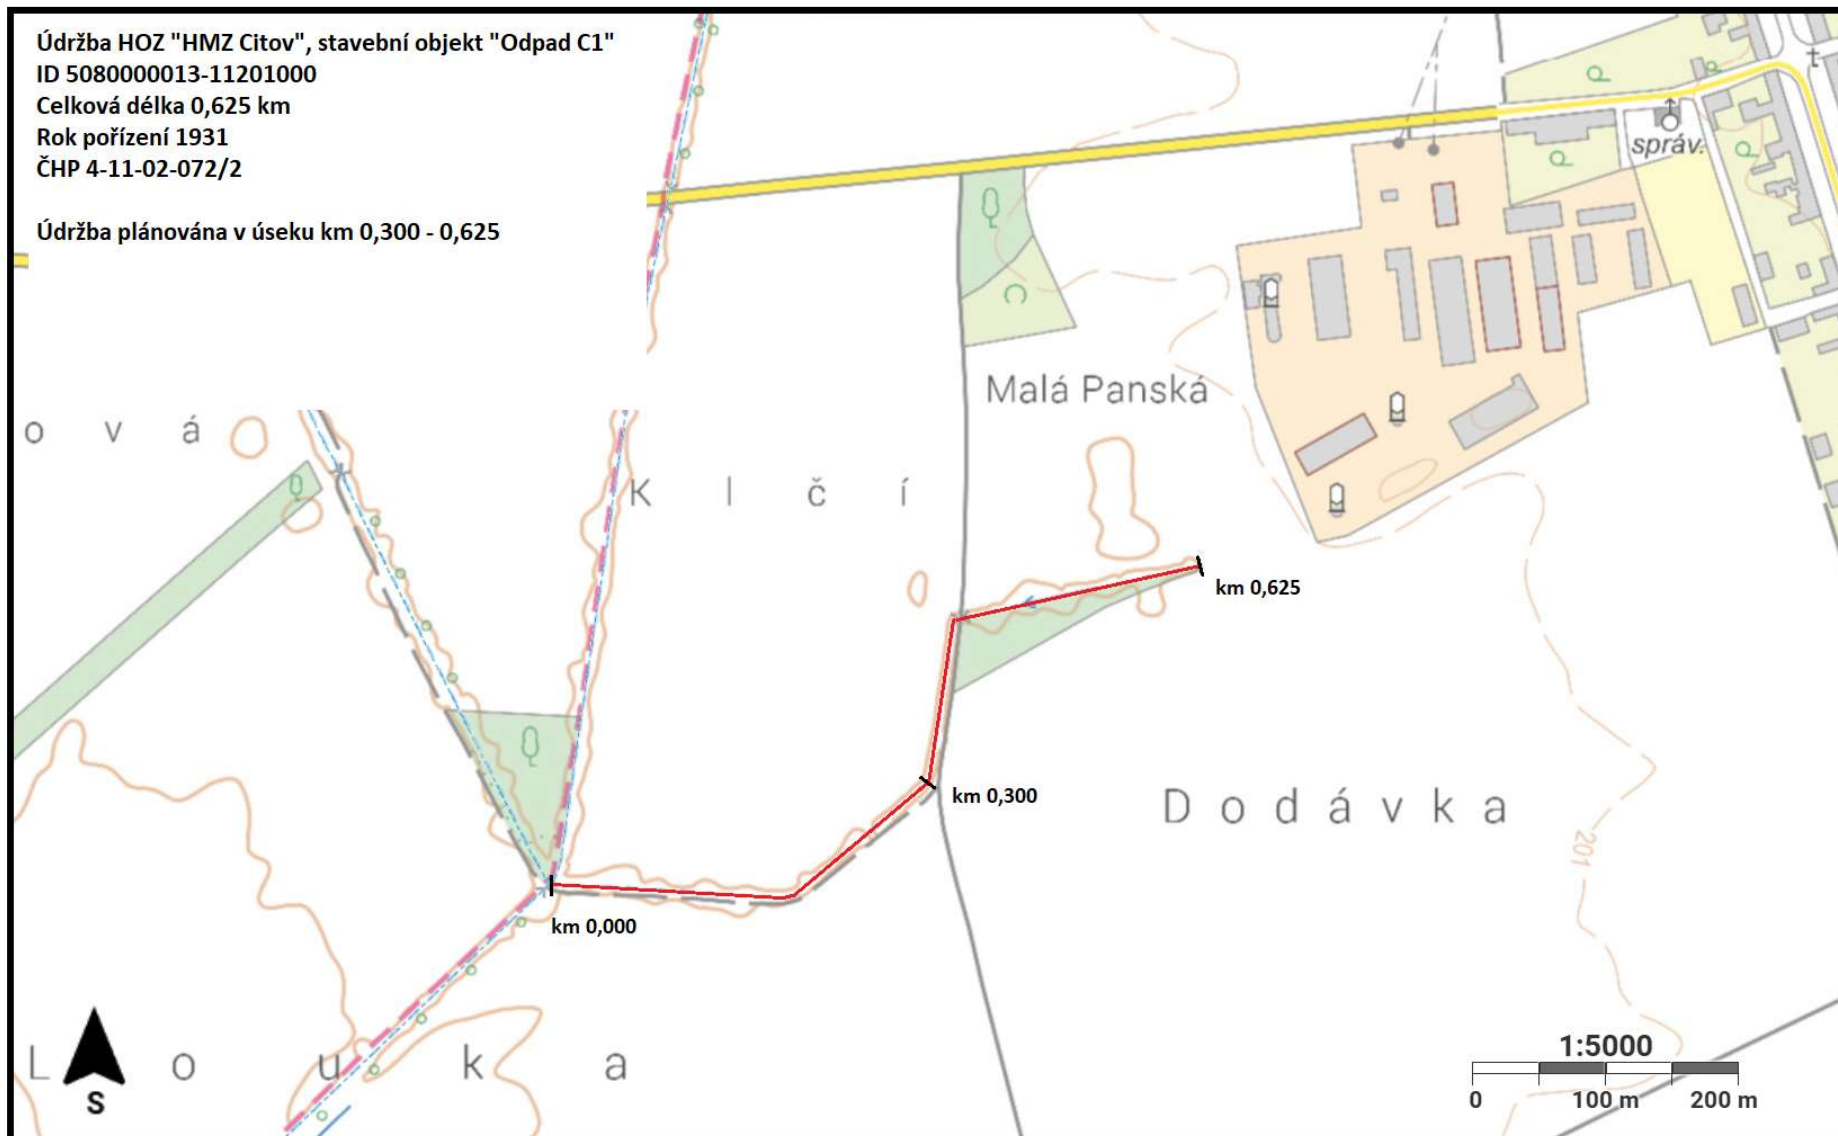 Údržba HOZ "HMZ Citov", stavební objekt "Odpad C1"
ID 5080000013-11201000
Celková délka 0,625 km
Rok pořízení 1931
ČHP 4-11-02-072/2
Údržba plánována v úseku km 0,300 - 0,625
správ.
Malá Panská
o v á
K l č í
km 0,625
km 0,300
D o d á v k a
201
km 0,000
L o u k a
S
1:5000
0 100 m 200 m